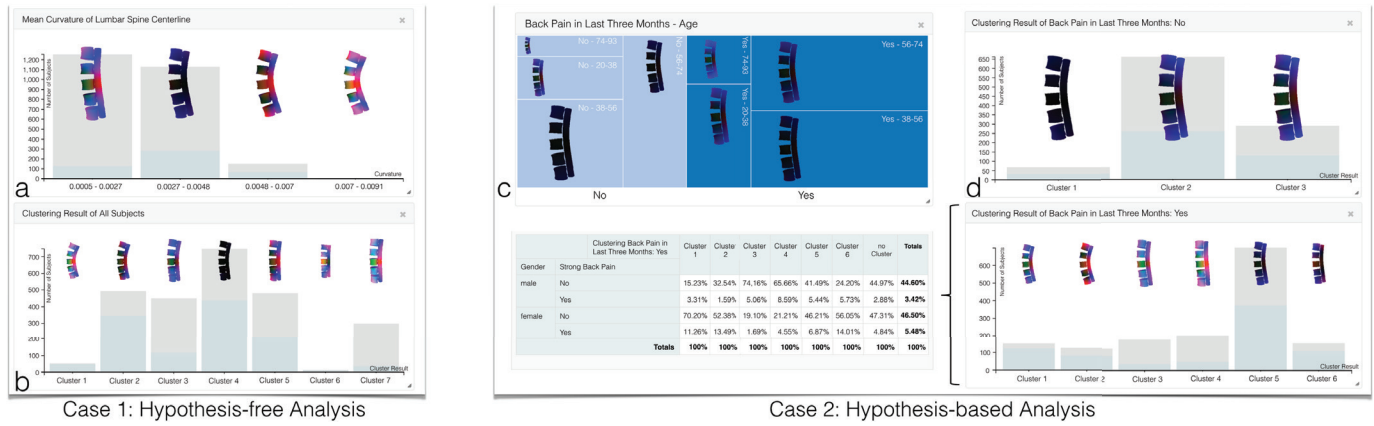 Mean Curvature of Lumbar Spine Centerline
Number of Subjects
1,200
1,100
1,000
900
800
700
600
500
400
300
200
100
0
Curvature
0.0005 - 0.0027
0.0027 - 0.0048
0.0048 - 0.007
0.007 - 0.0091
a
Clustering Result of All Subjects
Number of Subjects
700
600
500
400
300
200
100
0
Cluster Result
Cluster 1
Cluster 2
Cluster 3
Cluster 4
Cluster 5
Cluster 6
Cluster 7
b
Case 1: Hypothesis-free Analysis
Back Pain in Last Three Months - Age
No - 74-93
No - 20-38
No - 38-56
No - 56-74
Yes - 74-93
Yes - 20-38
Yes - 56-74
Yes - 38-56
c
No
Yes
Clustering Back Pain in
Last Three Months: Yes
Cluster 1
Cluste 2
Cluster 3
Cluster 4
Cluster 5
Cluster 6
no Cluster
Totals
Gender Strong Back Pain
male No 15.23% 32.54% 74.16% 65.66% 41.49% 24.20% 44.97% 44.60%
Yes 3.31% 1.59% 5.06% 8.59% 5.44% 5.73% 2.88% 3.42%
female No 70.20% 52.38% 19.10% 21.21% 46.21% 56.05% 47.31% 46.50%
Yes 11.26% 13.49% 1.69% 4.55% 6.87% 14.01% 4.84% 5.48%
Totals 100% 100% 100% 100% 100% 100% 100% 100%
Clustering Result of Back Pain in Last Three Months: No
Number of Subjects
650
600
550
500
450
400
350
300
250
200
150
100
50
0
Cluster Result
Cluster 1
Cluster 2
Cluster 3
d
Clustering Result of Back Pain in Last Three Months: Yes
Number of Subjects
700
600
500
400
300
200
100
0
Cluster Result
Cluster 1
Cluster 2
Cluster 3
Cluster 4
Cluster 5
Cluster 6
Case 2: Hypothesis-based Analysis